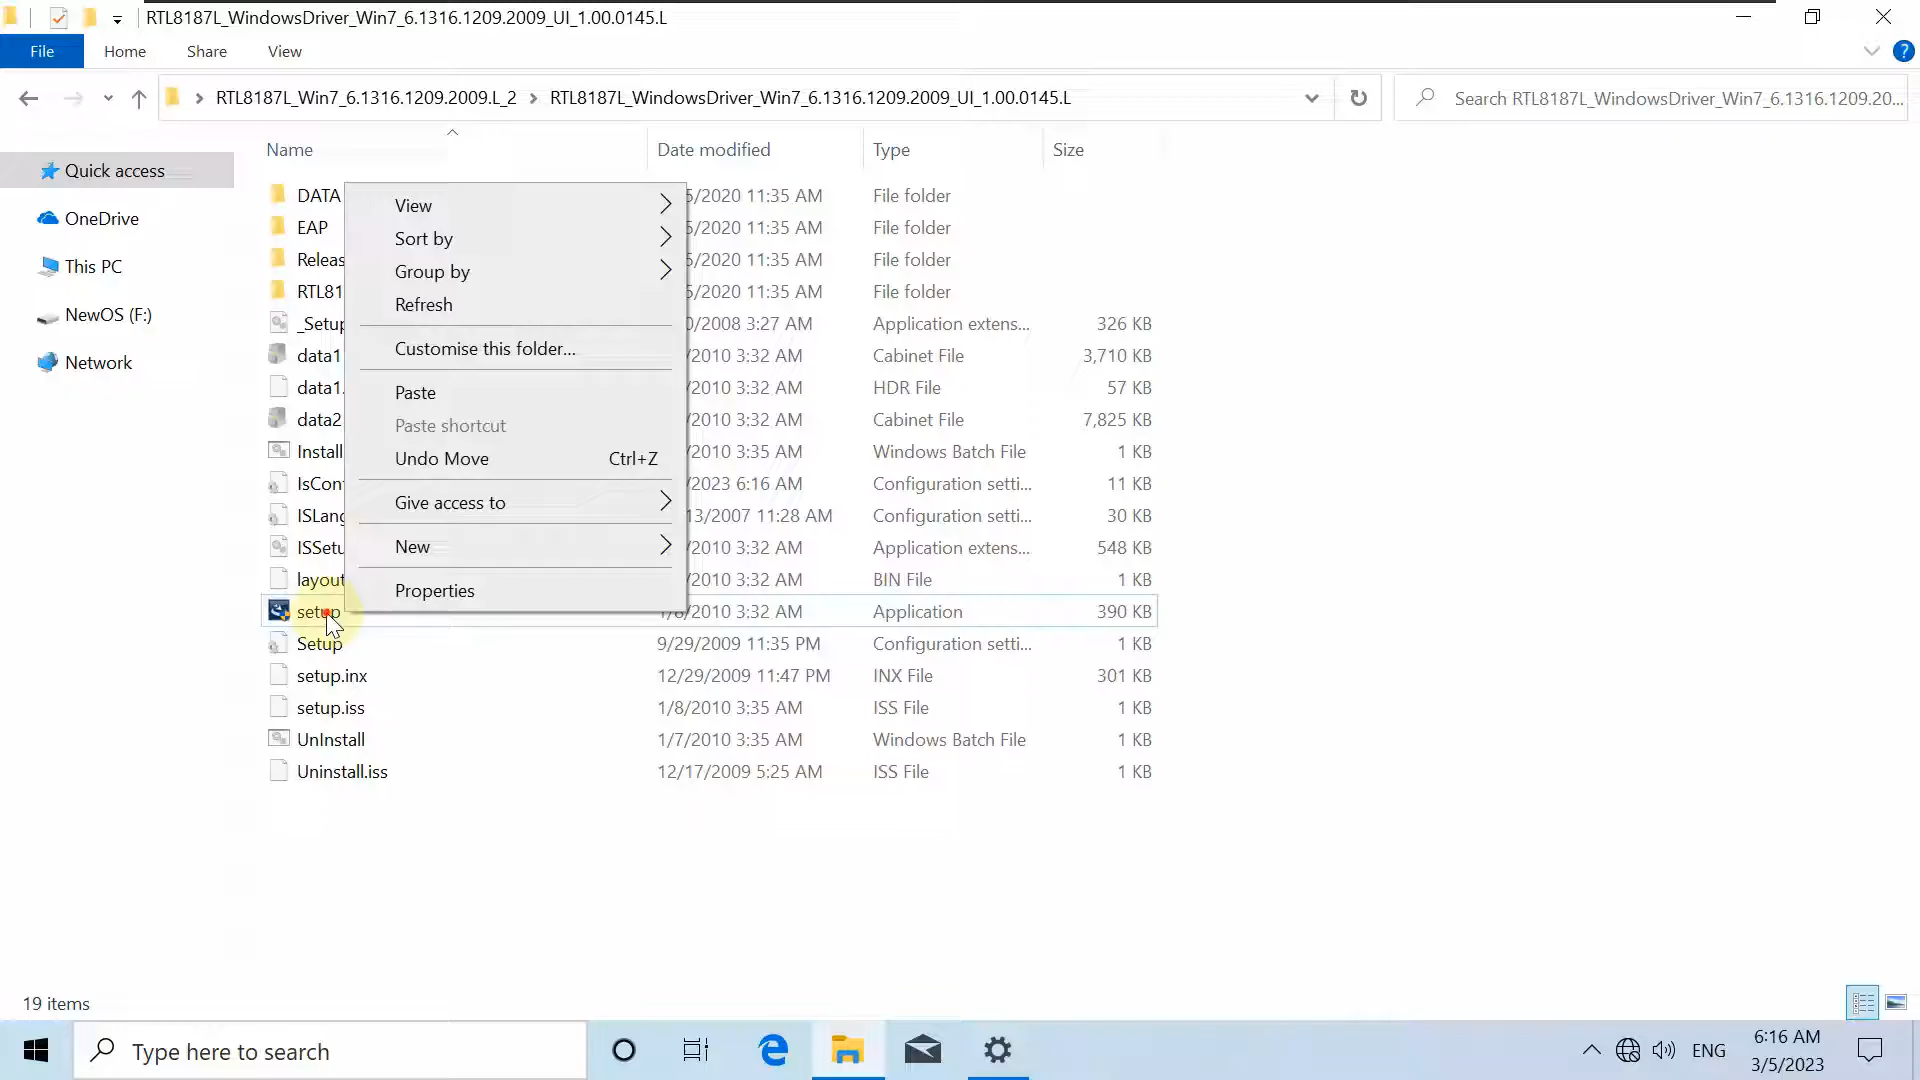 RTL8187L_WindowsDriver_Win7_6.1316.1209.2009_UI_1.00.0145.L
File Home Share View
RTL8187L_Win7_6.1316.1209.2009.L_2 RTL8187L_WindowsDriver_Win7_6.1316.1209.2009_UI_1.00.0145.L Search RTL8187L_WindowsDriver_Win7_6.1316.1209.20...
Name Date modified Type Size
Quick access
OneDrive
This PC
NewOS (F:)
Network
DATA 5/2020 11:35 AM File folder
EAP 5/2020 11:35 AM File folder
Releas 5/2020 11:35 AM File folder
RTL81 5/2020 11:35 AM File folder
_Setup 0/2008 3:27 AM Application extens... 326 KB
data1 /2010 3:32 AM Cabinet File 3,710 KB
data1. /2010 3:32 AM HDR File 57 KB
data2 /2010 3:32 AM Cabinet File 7,825 KB
Install /2010 3:35 AM Windows Batch File 1 KB
IsConf /2023 6:16 AM Configuration setti... 11 KB
ISLang 13/2007 11:28 AM Configuration setti... 30 KB
ISSetu /2010 3:32 AM Application extens... 548 KB
layout /2010 3:32 AM BIN File 1 KB
setup 1/8/2010 3:32 AM Application 390 KB
Setup 9/29/2009 11:35 PM Configuration setti... 1 KB
setup.inx 12/29/2009 11:47 PM INX File 301 KB
setup.iss 1/8/2010 3:35 AM ISS File 1 KB
UnInstall 1/7/2010 3:35 AM Windows Batch File 1 KB
Uninstall.iss 12/17/2009 5:25 AM ISS File 1 KB
View
Sort by
Group by
Refresh
Customise this folder...
Paste
Paste shortcut
Undo Move Ctrl+Z
Give access to
New
Properties
19 items
Type here to search
ENG
6:16 AM
3/5/2023